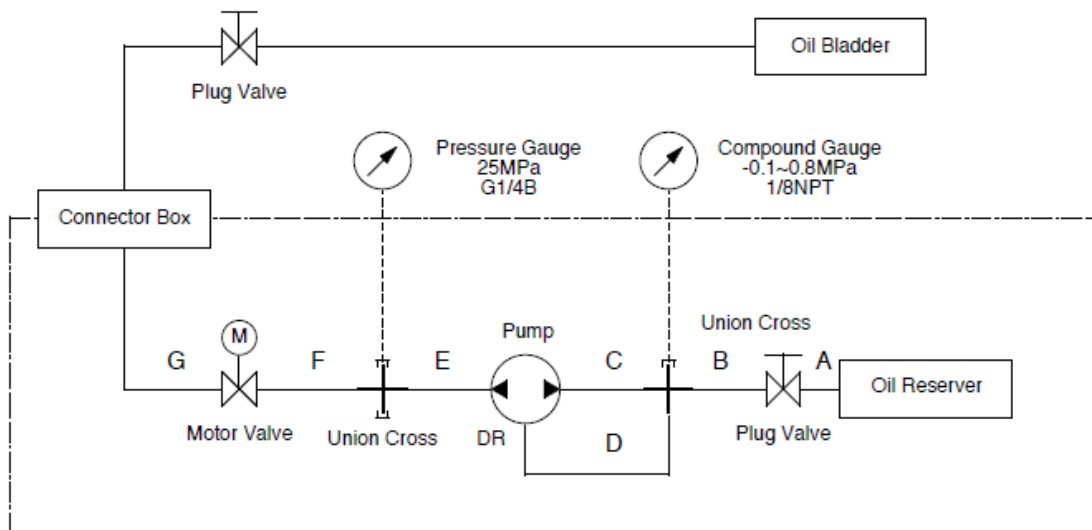 Oil Bladder
Plug Valve
Pressure Gauge
25MPa
G1/4B
Compound Gauge
-0.1~0.8MPa
1/8NPT
Connector Box
M
Pump
Union Cross
G
F
E
C
B
A
Oil Reserver
Motor Valve
Union Cross
DR
D
Plug Valve